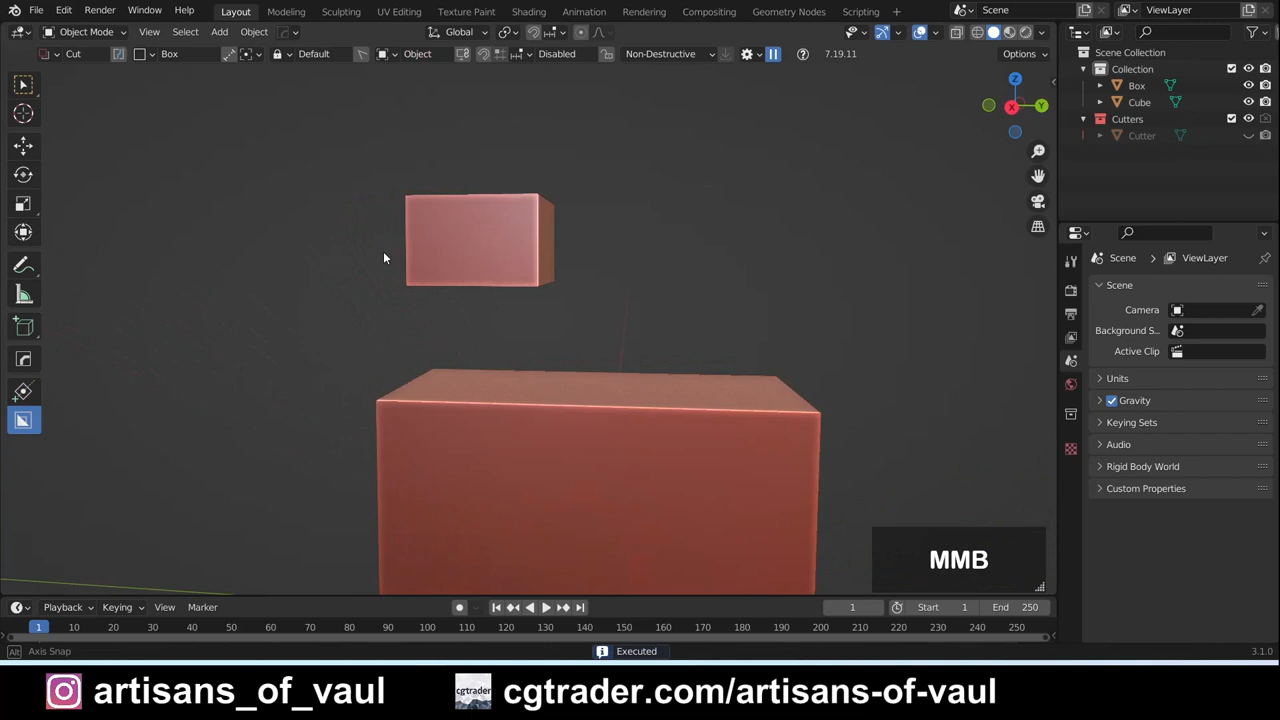 File Edit Render Window Help Layout Modeling Sculpting UV Editing Texture Paint Shading Animation Rendering Compositing Geometry Nodes Scripting + Scene ViewLayer
Object Mode View Select Add Object Global
Cut Box Default Object Disabled Non-Destructive 7.19.11 Options
Scene Collection
Collection
Box
Cube
Cutters
Cutter
Z
X
Y
Scene ViewLayer
Scene
Camera
Background S...
Active Clip
Units
Gravity
Keying Sets
Audio
Rigid Body World
Custom Properties
MMB
Playback Keying View Marker 1 Start 1 End 250
1 10 20 30 40 50 60 70 80 90 100 110 120 130 140 150 160 170 180 190 200 210 220 230 240 250
Alt Axis Snap Executed 3.1.0
artisans_of_vaul cgtrader cgtrader.com/artisans-of-vaul